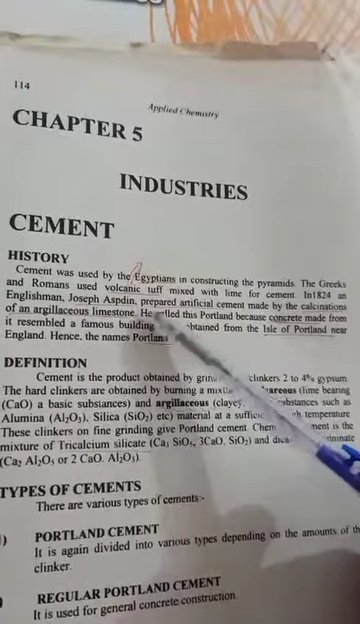 114
Applied Chemistry
CHAPTER 5
INDUSTRIES
CEMENT
HISTORY
Cement was used by the Egyptians in constructing the pyramids. The Greeks
and Romans used volcanic tuff mixed with lime for cement. In1824 an
Englishman, Joseph Aspdin, prepared artificial cement made by the calcinations
of an argillaceous limestone. He called this Portland because concrete made from
it resembled a famous building obtained from the Isle of Portland near
England. Hence, the names Portlan
DEFINITION
Cement is the product obtained by clinkers 2 to 4% gypsum.
The hard clinkers are obtained by burning a (lime bearing
(CaO) a basic substances) and argillaceous (clayey, substances such as
Alumina (Al₂O₃), Silica (SiO₂) etc) material at a temperature
These clinkers on fine grinding give Portland cement. is the
mixture of Tricalcium silicate (Ca₃ SiO₅, 3CaO. SiO₂) and
(Ca₂ Al₂O₅ or 2 CaO. Al₂O₃).
TYPES OF CEMENTS
There are various types of cements:-
) PORTLAND CEMENT
It is again divided into various types depending on the amounts of
clinker.
REGULAR PORTLAND CEMENT
It is used for general concrete construction.